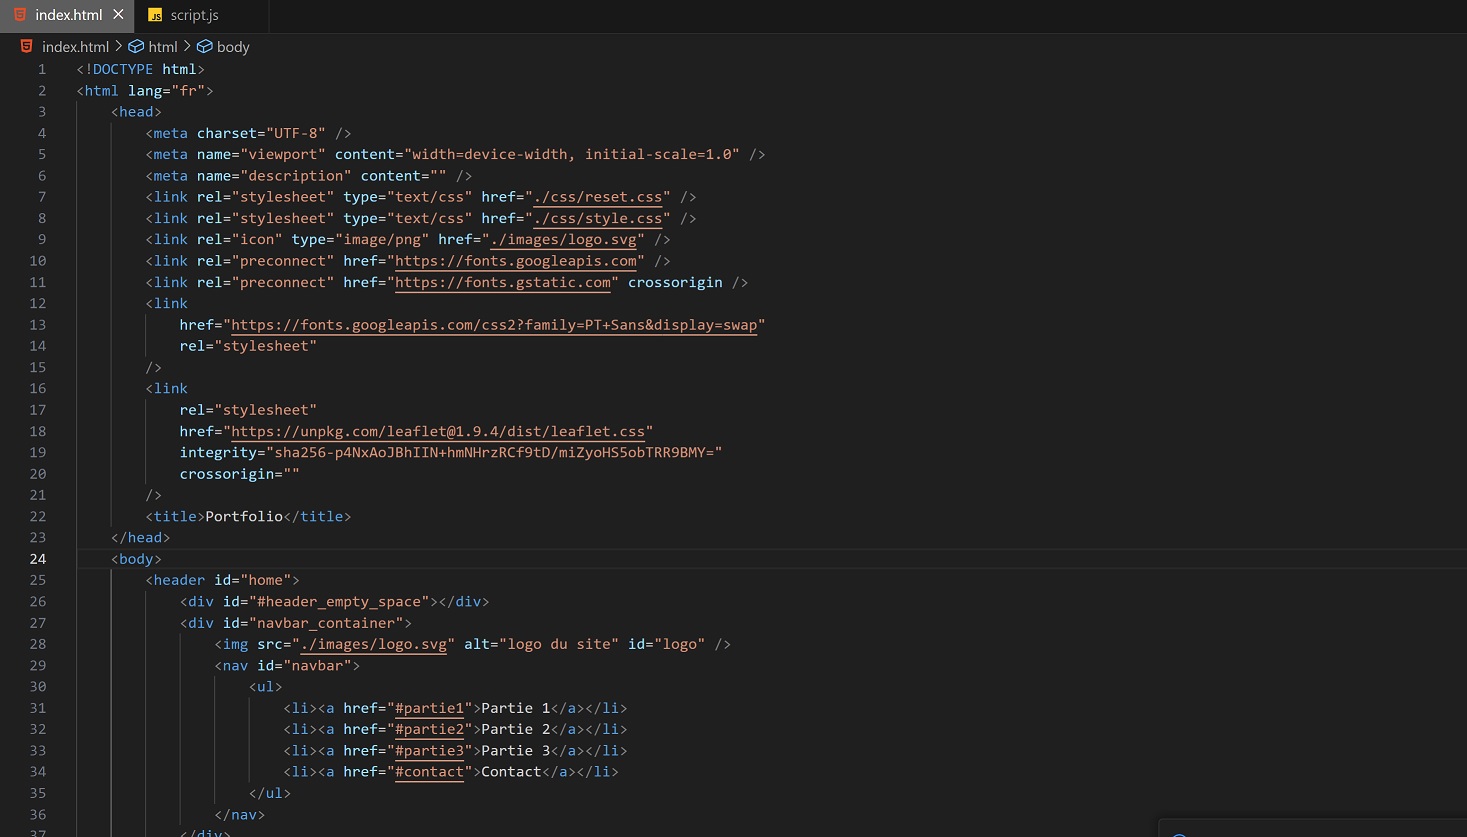 index.html
script.js
index.html > html > body
1 <!DOCTYPE html>
2 <html lang="fr">
3 <head>
4 <meta charset="UTF-8" />
5 <meta name="viewport" content="width=device-width, initial-scale=1.0" />
6 <meta name="description" content="" />
7 <link rel="stylesheet" type="text/css" href="./css/reset.css" />
8 <link rel="stylesheet" type="text/css" href="./css/style.css" />
9 <link rel="icon" type="image/png" href="./images/logo.svg" />
10 <link rel="preconnect" href="https://fonts.googleapis.com" />
11 <link rel="preconnect" href="https://fonts.gstatic.com" crossorigin />
12 <link
13 href="https://fonts.googleapis.com/css2?family=PT+Sans&display=swap"
14 rel="stylesheet"
15 />
16 <link
17 rel="stylesheet"
18 href="https://unpkg.com/leaflet@1.9.4/dist/leaflet.css"
19 integrity="sha256-p4NxAoJBhIIN+hmNHrzRCf9tD/miZyoHS5obTRR9BMY="
20 crossorigin=""
21 />
22 <title>Portfolio</title>
23 </head>
24 <body>
25 <header id="home">
26 <div id="#header_empty_space"></div>
27 <div id="navbar_container">
28 <img src="./images/logo.svg" alt="logo du site" id="logo" />
29 <nav id="navbar">
30 <ul>
31 <li><a href="#partie1">Partie 1</a></li>
32 <li><a href="#partie2">Partie 2</a></li>
33 <li><a href="#partie3">Partie 3</a></li>
34 <li><a href="#contact">Contact</a></li>
35 </ul>
36 </nav>
37 </div>